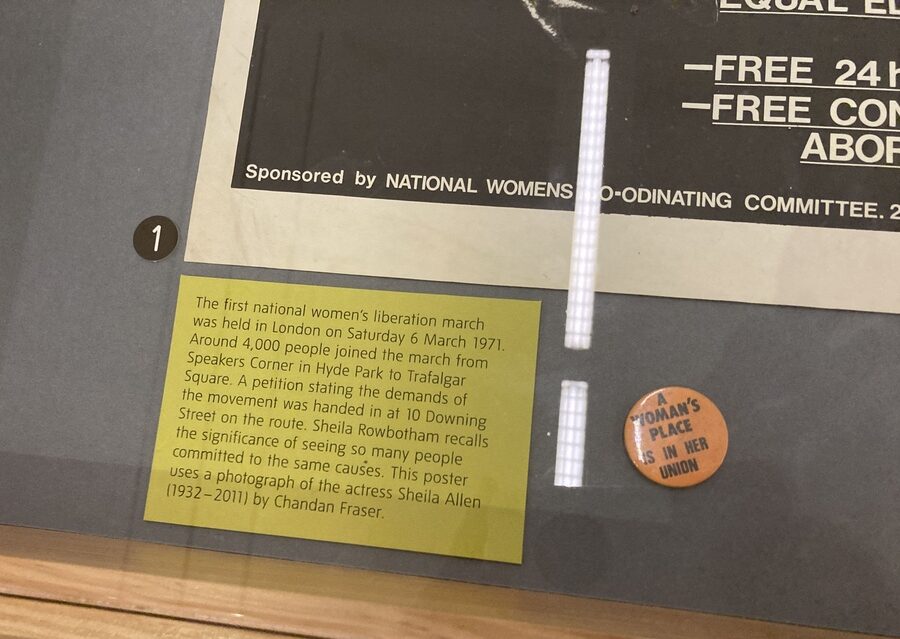 EQUAL
—FREE 24
—FREE
Sponsored by NATIONAL WOMENS O-ODINATING COMMITTEE. 2
1
The first national women's liberation march
was held in London on Saturday 6 March 1971.
Around 4,000 people joined the march from
Speakers Corner in Hyde Park to Trafalgar
Square. A petition stating the demands of
the movement was handed in at 10 Downing
Street on the route. Sheila Rowbotham recalls
the significance of seeing so many people
committed to the same causes. This poster
uses a photograph of the actress Sheila Allen
(1932–2011) by Chandan Fraser.
A
WOMAN'S
PLACE
IS IN HER
UNION